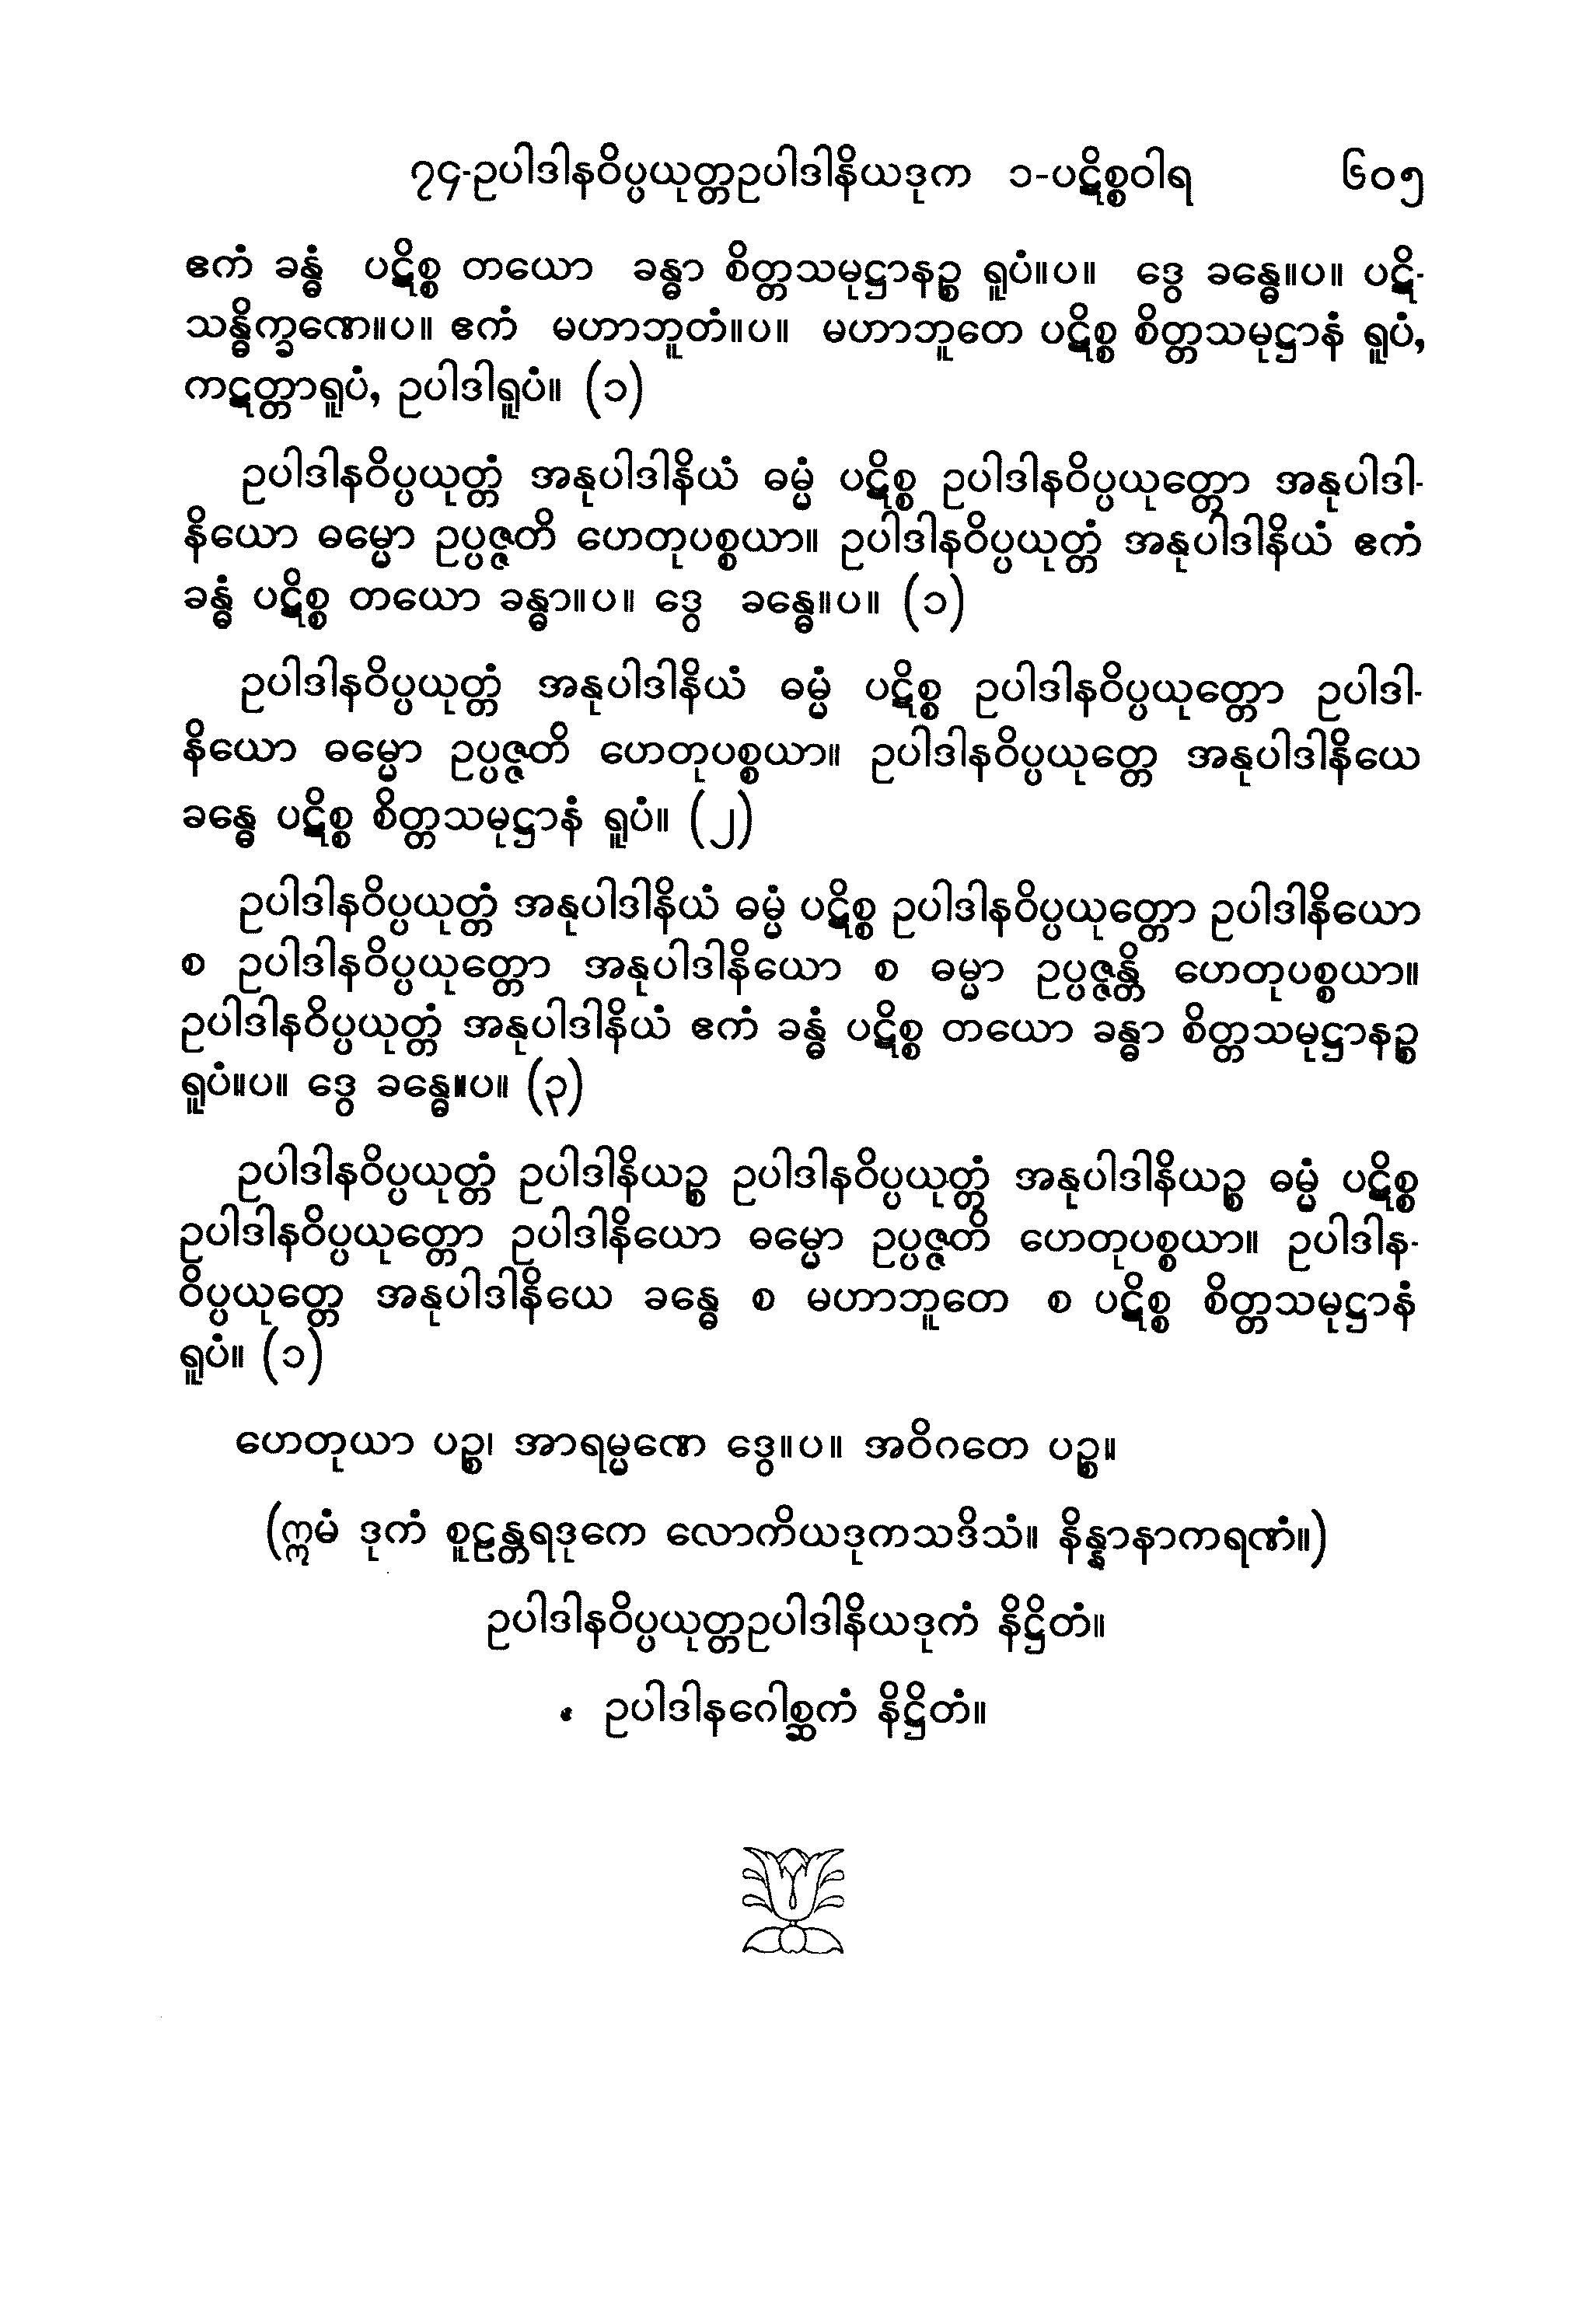 ၇၄-ဥပါဒါနဝိပ္ပယုတ္တဥပါဒါနိယဒုက ၁-ပဋိစ္စဝါရ ၆၀၅
ဧကံ ခန္ဓံ ပဋိစ္စ တယော ခန္ဓာ စိတ္တသမုဋ္ဌာနဉ္စ ရူပံ။ပ။ ဒွေ ခန္ဓေ။ပ။ ပဋိ-
သန္ဓိက္ခဏေ။ပ။ ဧကံ မဟာဘူတံ။ပ။ မဟာဘူတေ ပဋိစ္စ စိတ္တသမုဋ္ဌာနံ ရူပံ,
ကဋတ္တာရူပံ, ဥပါဒါရူပံ။ (၁)
ဥပါဒါနဝိပ္ပယုတ္တံ အနုပါဒါနိယံ ဓမ္မံ ပဋိစ္စ ဥပါဒါနဝိပ္ပယုတ္တော အနုပါဒါ-
နိယော ဓမ္မော ဥပ္ပဇ္ဇတိ ဟေတုပစ္စယာ။ ဥပါဒါနဝိပ္ပယုတ္တံ အနုပါဒါနိယံ ဧကံ
ခန္ဓံ ပဋိစ္စ တယော ခန္ဓာ။ပ။ ဒွေ ခန္ဓေ။ပ။ (၁)
ဥပါဒါနဝိပ္ပယုတ္တံ အနုပါဒါနိယံ ဓမ္မံ ပဋိစ္စ ဥပါဒါနဝိပ္ပယုတ္တော ဥပါဒါ-
နိယော ဓမ္မော ဥပ္ပဇ္ဇတိ ဟေတုပစ္စယာ။ ဥပါဒါနဝိပ္ပယုတ္တေ အနုပါဒါနိယေ
ခန္ဓေ ပဋိစ္စ စိတ္တသမုဋ္ဌာနံ ရူပံ။ (၂)
ဥပါဒါနဝိပ္ပယုတ္တံ အနုပါဒါနိယံ ဓမ္မံ ပဋိစ္စ ဥပါဒါနဝိပ္ပယုတ္တော ဥပါဒါနိယော
စ ဥပါဒါနဝိပ္ပယုတ္တော အနုပါဒါနိယော စ ဓမ္မာ ဥပ္ပဇ္ဇန္တိ ဟေတုပစ္စယာ။
ဥပါဒါနဝိပ္ပယုတ္တံ အနုပါဒါနိယံ ဧကံ ခန္ဓံ ပဋိစ္စ တယော ခန္ဓာ စိတ္တသမုဋ္ဌာနဉ္စ
ရူပံ။ပ။ ဒွေ ခန္ဓေ။ပ။ (၃)
ဥပါဒါနဝိပ္ပယုတ္တံ ဥပါဒါနိယဉ္စ ဥပါဒါနဝိပ္ပယုတ္တံ အနုပါဒါနိယဉ္စ ဓမ္မံ ပဋိစ္စ
ဥပါဒါနဝိပ္ပယုတ္တော ဥပါဒါနိယော ဓမ္မော ဥပ္ပဇ္ဇတိ ဟေတုပစ္စယာ။ ဥပါဒါန-
ဝိပ္ပယုတ္တေ အနုပါဒါနိယေ ခန္ဓေ စ မဟာဘူတေ စ ပဋိစ္စ စိတ္တသမုဋ္ဌာနံ
ရူပံ။ (၁)
ဟေတုယာ ပဉ္စ၊ အာရမ္မဏေ ဒွေ။ပ။ အဝိဂတေ ပဉ္စ။
(ဣမံ ဒုကံ စူဠန္တရဒုကေ လောကိယဒုကသဒိသံ။ နိန္နာနာကရဏံ။)
ဥပါဒါနဝိပ္ပယုတ္တဥပါဒါနိယဒုကံ နိဋ္ဌိတံ။
ဥပါဒါနဂေါစ္ဆကံ နိဋ္ဌိတံ။